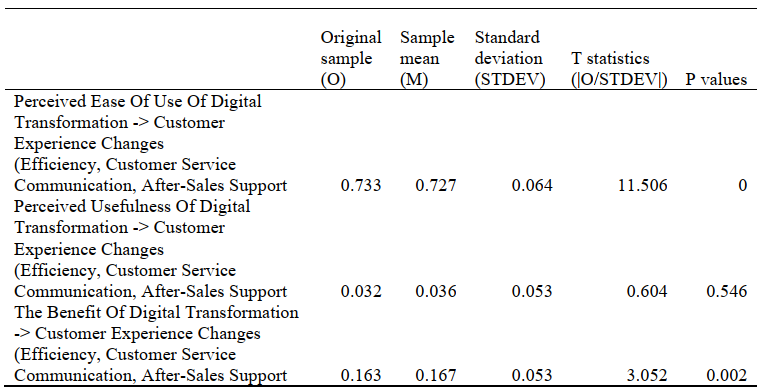 Original Sample Standard
sample mean deviation T statistics
(O) (M) (STDEV) (|O/STDEV|) P values
Perceived Ease Of Use Of Digital
Transformation -> Customer
Experience Changes
(Efficiency, Customer Service
Communication, After-Sales Support 0.733 0.727 0.064 11.506 0
Perceived Usefulness Of Digital
Transformation -> Customer
Experience Changes
(Efficiency, Customer Service
Communication, After-Sales Support 0.032 0.036 0.053 0.604 0.546
The Benefit Of Digital Transformation
-> Customer Experience Changes
(Efficiency, Customer Service
Communication, After-Sales Support 0.163 0.167 0.053 3.052 0.002